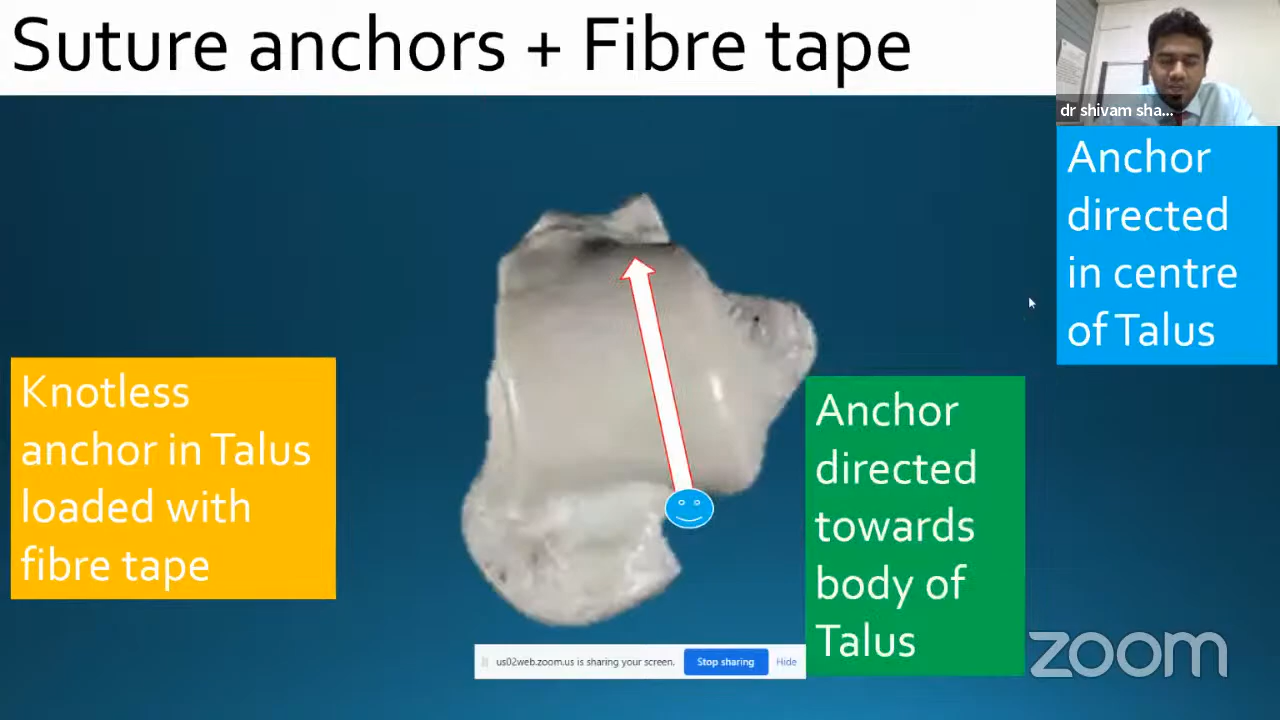 Suture anchors + Fibre tape
dr shivam sha...
Anchor
directed
in centre
of Talus
Knotless
anchor in Talus
loaded with
fibre tape
Anchor
directed
towards
body of
Talus
us02web.zoom.us is sharing your screen. Stop sharing Hide
zoom